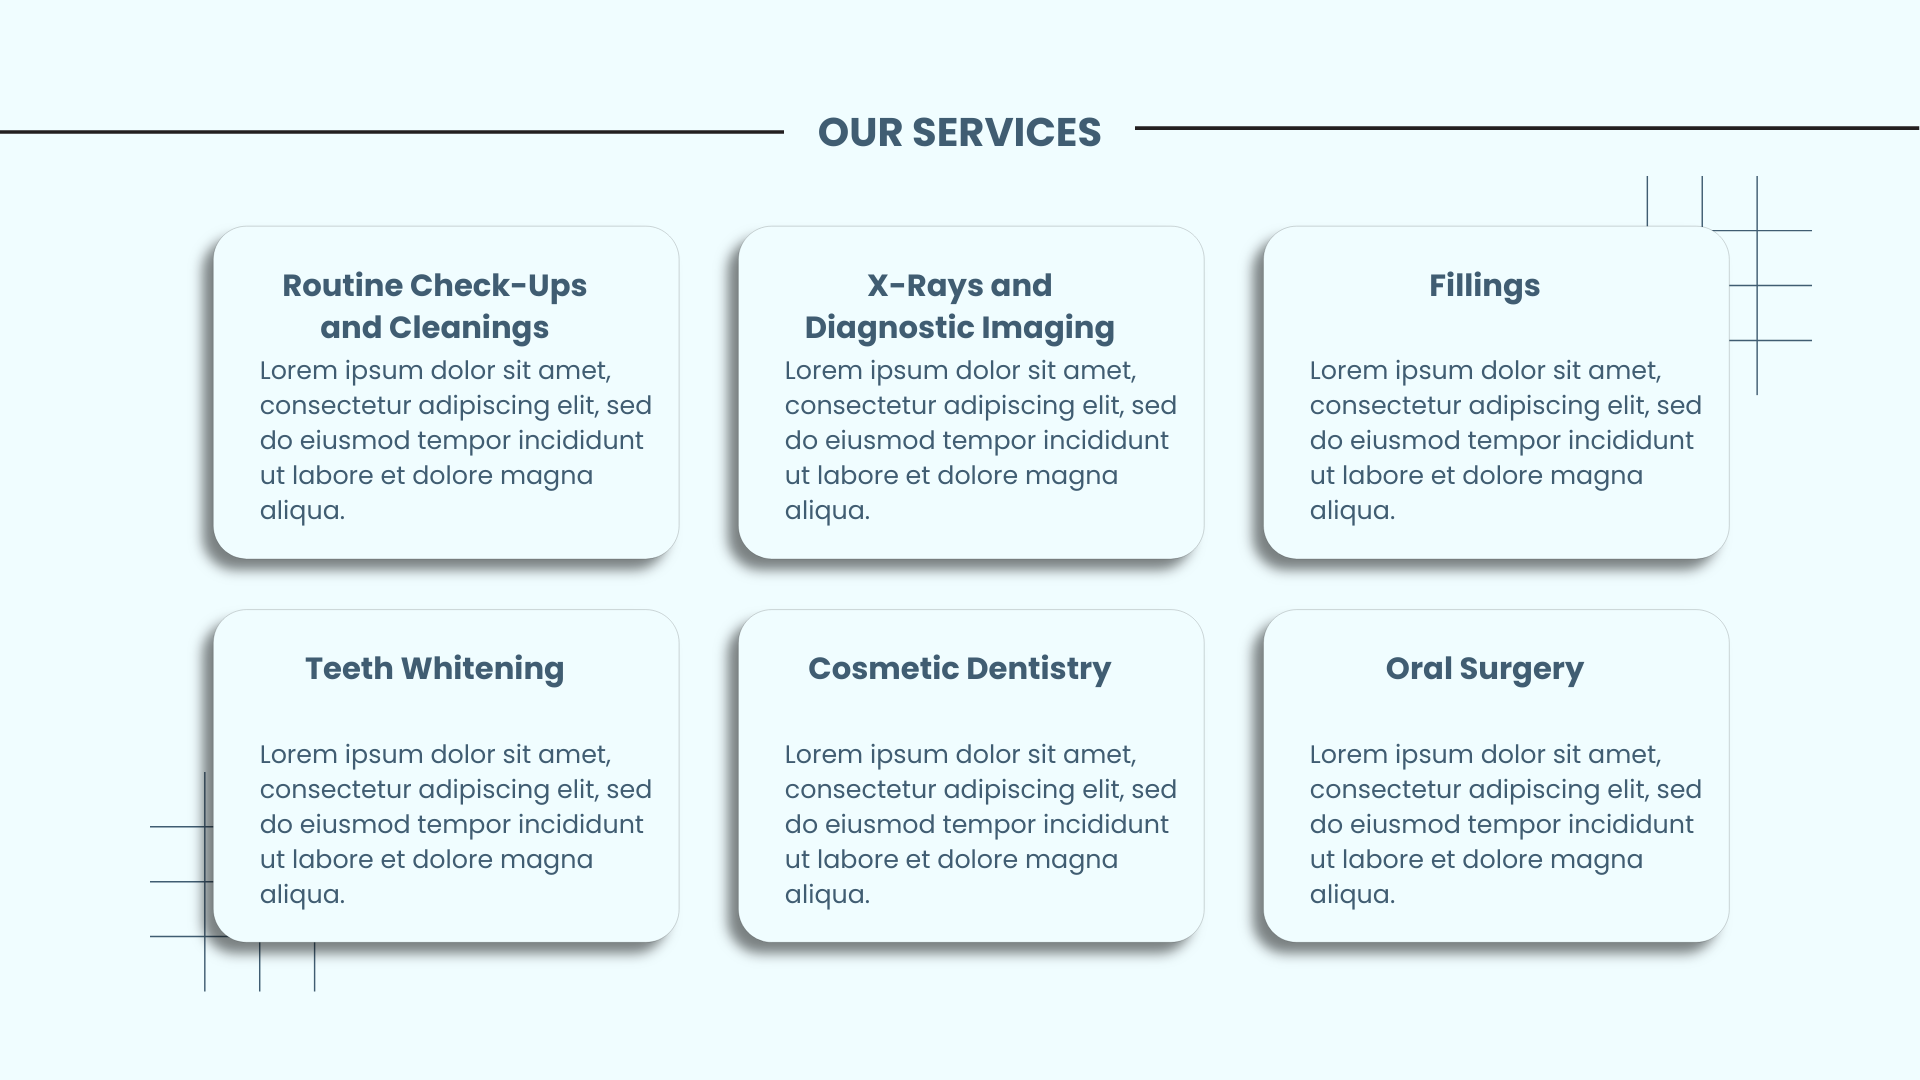 OUR SERVICES
Routine Check-Ups
and Cleanings
Lorem ipsum dolor sit amet,
consectetur adipiscing elit, sed
do eiusmod tempor incididunt
ut labore et dolore magna
aliqua.
X-Rays and
Diagnostic Imaging
Lorem ipsum dolor sit amet,
consectetur adipiscing elit, sed
do eiusmod tempor incididunt
ut labore et dolore magna
aliqua.
Fillings
Lorem ipsum dolor sit amet,
consectetur adipiscing elit, sed
do eiusmod tempor incididunt
ut labore et dolore magna
aliqua.
Teeth Whitening
Lorem ipsum dolor sit amet,
consectetur adipiscing elit, sed
do eiusmod tempor incididunt
ut labore et dolore magna
aliqua.
Cosmetic Dentistry
Lorem ipsum dolor sit amet,
consectetur adipiscing elit, sed
do eiusmod tempor incididunt
ut labore et dolore magna
aliqua.
Oral Surgery
Lorem ipsum dolor sit amet,
consectetur adipiscing elit, sed
do eiusmod tempor incididunt
ut labore et dolore magna
aliqua.